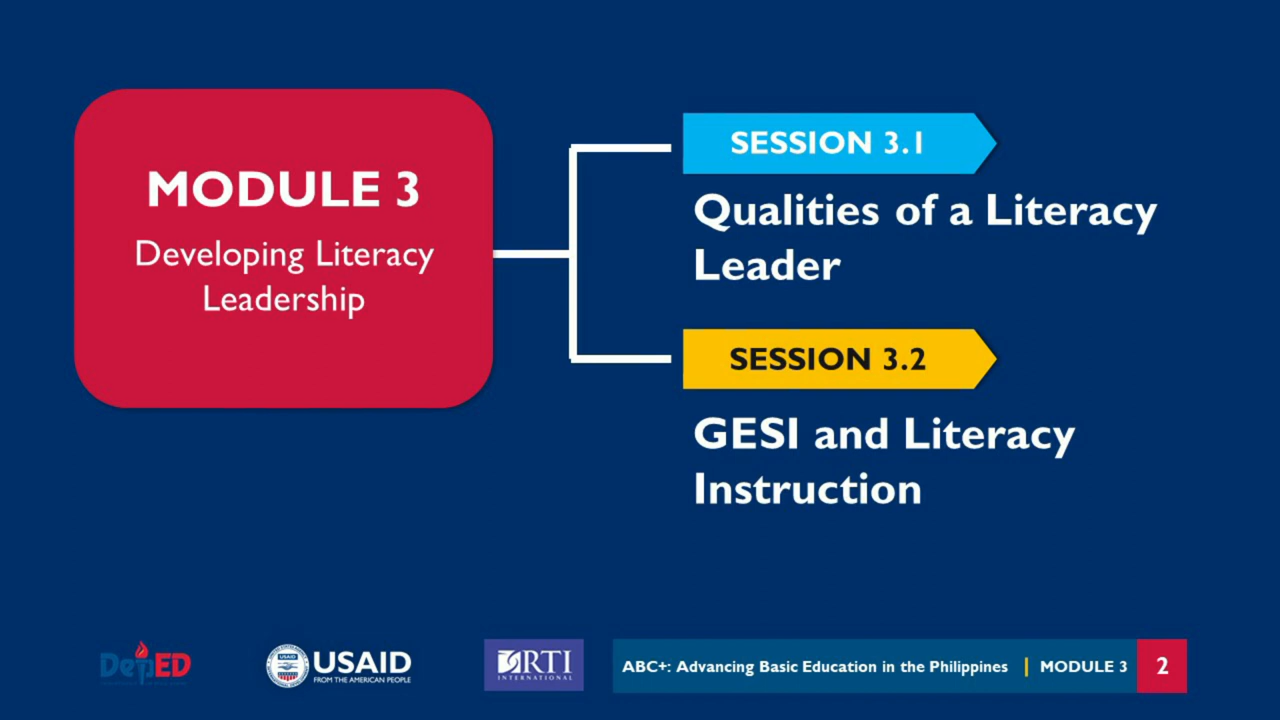 MODULE 3
Developing Literacy
Leadership
SESSION 3.1
Qualities of a Literacy
Leader
SESSION 3.2
GESI and Literacy
Instruction
DepED
USAID
USAID
FROM THE AMERICAN PEOPLE
RTI
INTERNATIONAL
ABC+: Advancing Basic Education in the Philippines | MODULE 3 2